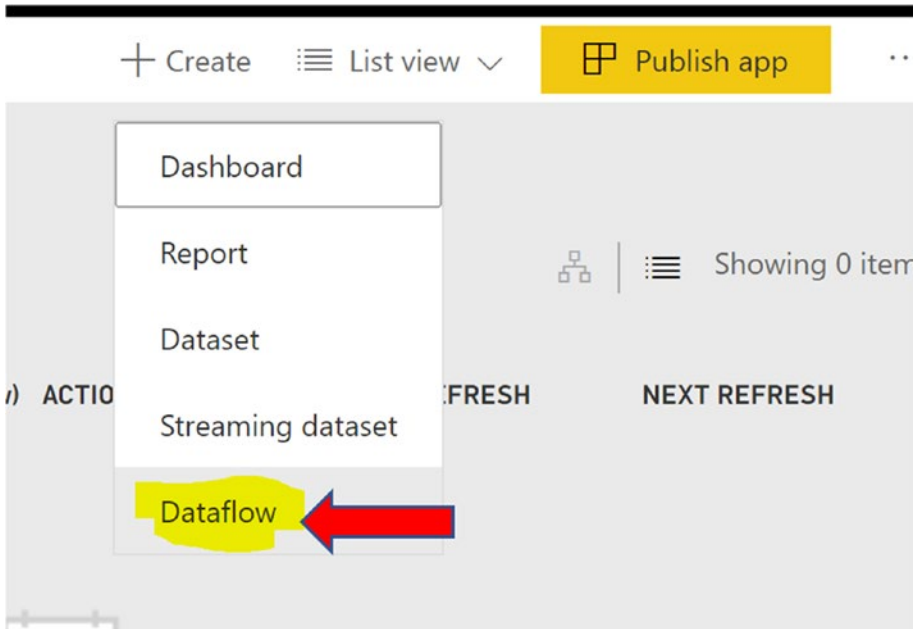 Create List view Publish app ..
Dashboard
Report
Showing 0 item
Dataset
ACTIO FRESH NEXT REFRESH
Streaming dataset
Dataflow